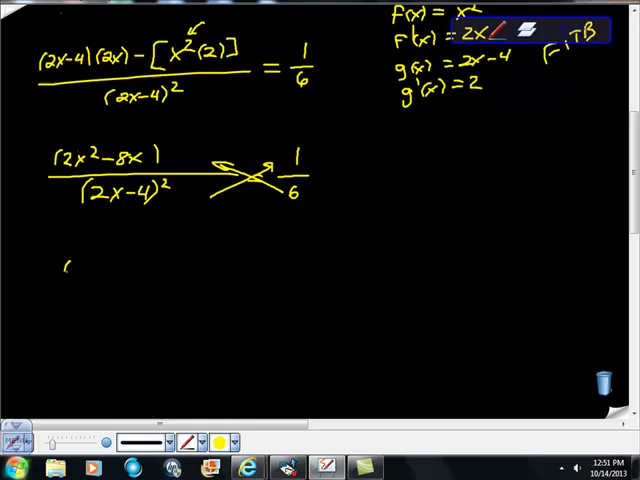 (2x-4)(2x) - [x²(2)] / (2x-4)² = 1/6
f(x) = x²
f'(x) = 2x
g(x) = 2x-4
g'(x) = 2
(2x² - 8x) / (2x-4)² 1/6
(
MENU
12:51 PM
10/14/2013